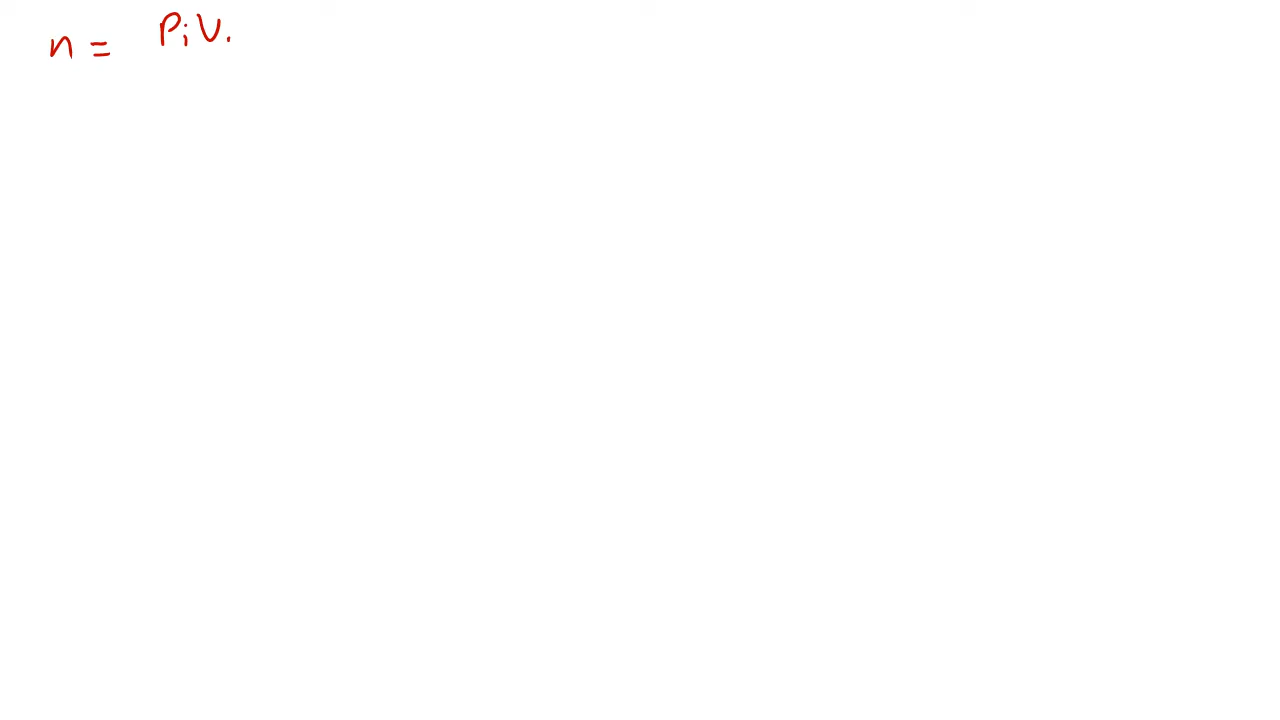 n = PiV.